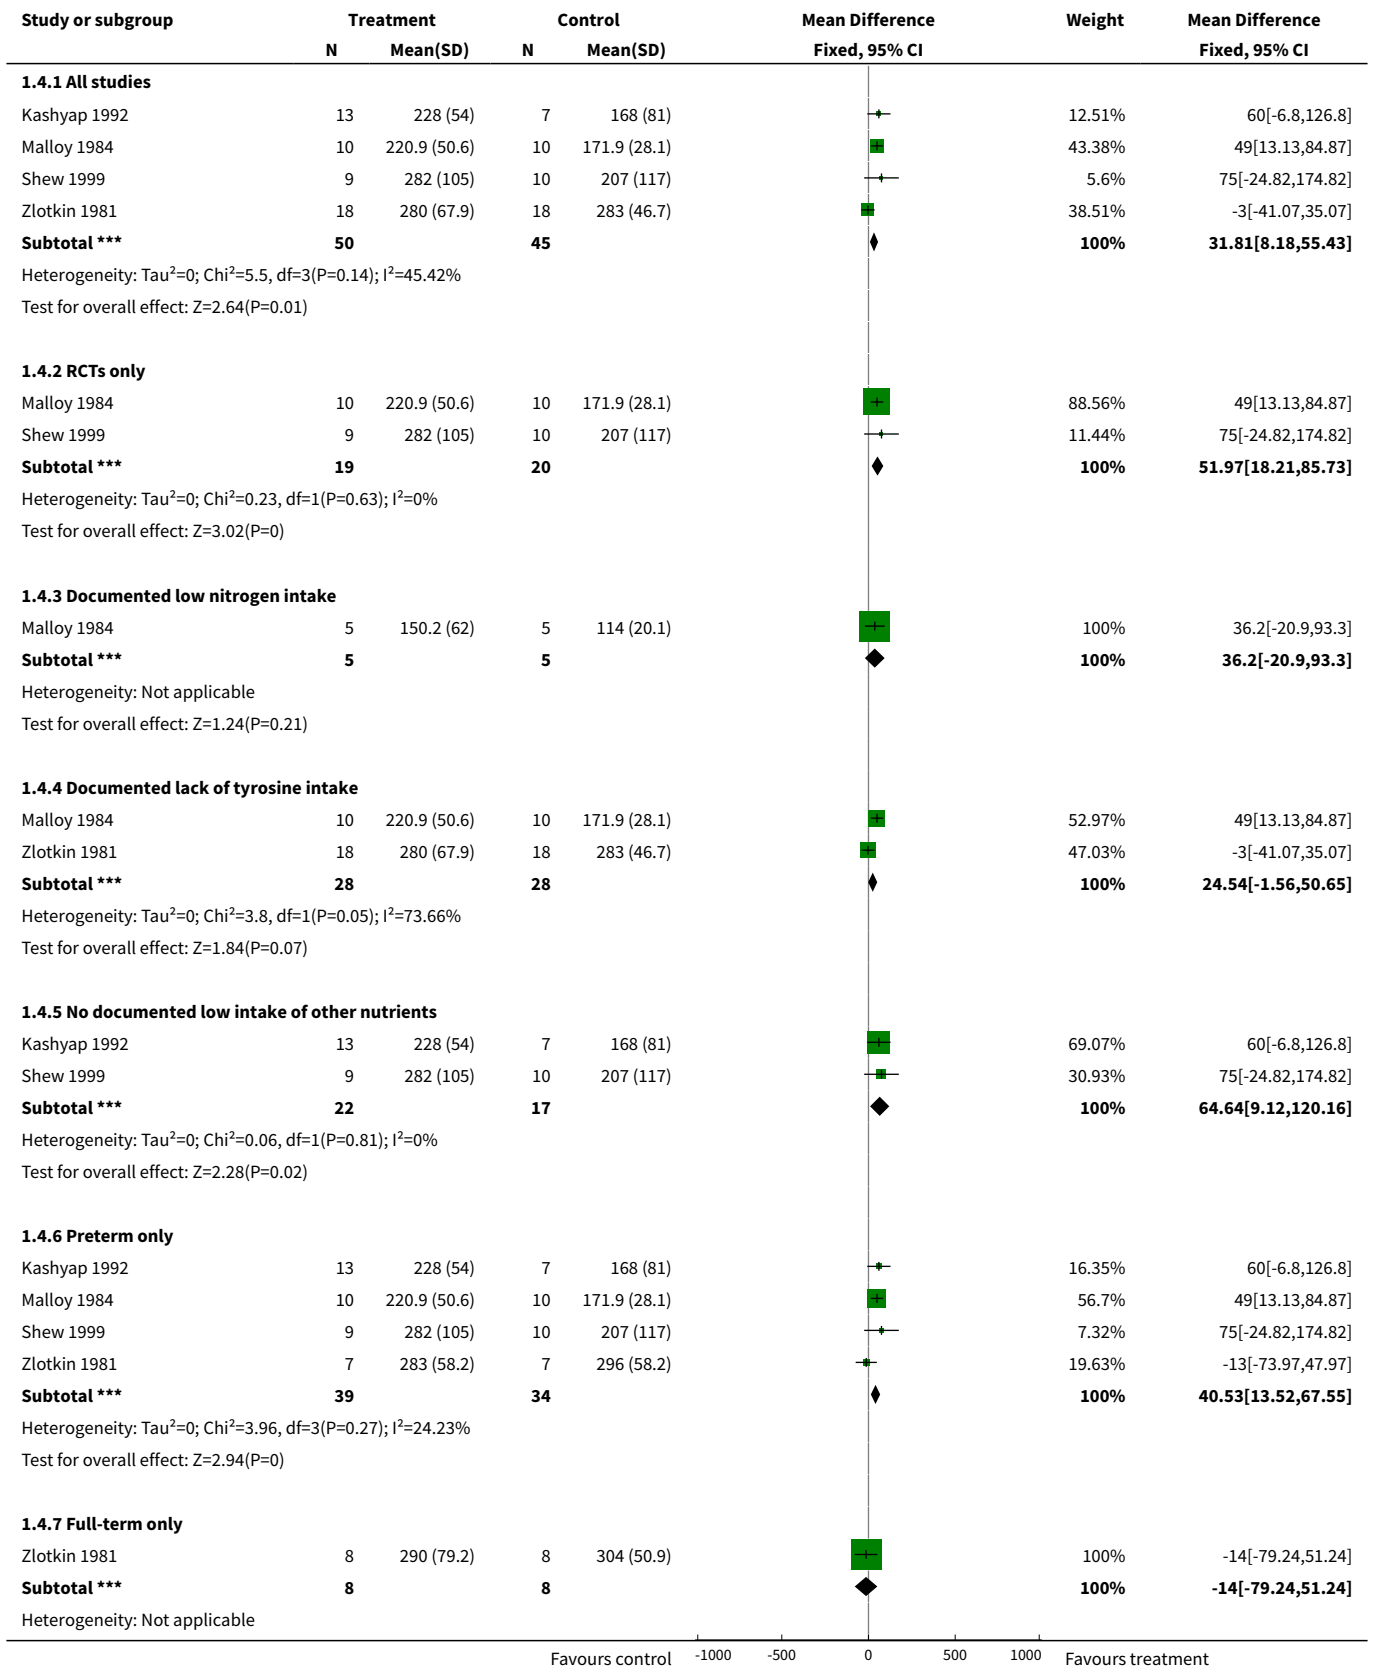 Study or subgroup Treatment Control Mean Difference Weight Mean Difference
N Mean(SD) N Mean(SD) Fixed, 95% CI Fixed, 95% CI
1.4.1 All studies
Kashyap 1992 13 228 (54) 7 168 (81) 12.51% 60[-6.8,126.8]
Malloy 1984 10 220.9 (50.6) 10 171.9 (28.1) 43.38% 49[13.13,84.87]
Shew 1999 9 282 (105) 10 207 (117) 5.6% 75[-24.82,174.82]
Zlotkin 1981 18 280 (67.9) 18 283 (46.7) 38.51% -3[-41.07,35.07]
Subtotal *** 50 45 100% 31.81[8.18,55.43]
Heterogeneity: Tau²=0; Chi²=5.5, df=3(P=0.14); I²=45.42%
Test for overall effect: Z=2.64(P=0.01)
1.4.2 RCTs only
Malloy 1984 10 220.9 (50.6) 10 171.9 (28.1) 88.56% 49[13.13,84.87]
Shew 1999 9 282 (105) 10 207 (117) 11.44% 75[-24.82,174.82]
Subtotal *** 19 20 100% 51.97[18.21,85.73]
Heterogeneity: Tau²=0; Chi²=0.23, df=1(P=0.63); I²=0%
Test for overall effect: Z=3.02(P=0)
1.4.3 Documented low nitrogen intake
Malloy 1984 5 150.2 (62) 5 114 (20.1) 100% 36.2[-20.9,93.3]
Subtotal *** 5 5 100% 36.2[-20.9,93.3]
Heterogeneity: Not applicable
Test for overall effect: Z=1.24(P=0.21)
1.4.4 Documented lack of tyrosine intake
Malloy 1984 10 220.9 (50.6) 10 171.9 (28.1) 52.97% 49[13.13,84.87]
Zlotkin 1981 18 280 (67.9) 18 283 (46.7) 47.03% -3[-41.07,35.07]
Subtotal *** 28 28 100% 24.54[-1.56,50.65]
Heterogeneity: Tau²=0; Chi²=3.8, df=1(P=0.05); I²=73.66%
Test for overall effect: Z=1.84(P=0.07)
1.4.5 No documented low intake of other nutrients
Kashyap 1992 13 228 (54) 7 168 (81) 69.07% 60[-6.8,126.8]
Shew 1999 9 282 (105) 10 207 (117) 30.93% 75[-24.82,174.82]
Subtotal *** 22 17 100% 64.64[9.12,120.16]
Heterogeneity: Tau²=0; Chi²=0.06, df=1(P=0.81); I²=0%
Test for overall effect: Z=2.28(P=0.02)
1.4.6 Preterm only
Kashyap 1992 13 228 (54) 7 168 (81) 16.35% 60[-6.8,126.8]
Malloy 1984 10 220.9 (50.6) 10 171.9 (28.1) 56.7% 49[13.13,84.87]
Shew 1999 9 282 (105) 10 207 (117) 7.32% 75[-24.82,174.82]
Zlotkin 1981 7 283 (58.2) 7 296 (58.2) 19.63% -13[-73.97,47.97]
Subtotal *** 39 34 100% 40.53[13.52,67.55]
Heterogeneity: Tau²=0; Chi²=3.96, df=3(P=0.27); I²=24.23%
Test for overall effect: Z=2.94(P=0)
1.4.7 Full-term only
Zlotkin 1981 8 290 (79.2) 8 304 (50.9) 100% -14[-79.24,51.24]
Subtotal *** 8 8 100% -14[-79.24,51.24]
Heterogeneity: Not applicable
Favours control -1000 -500 0 500 1000 Favours treatment